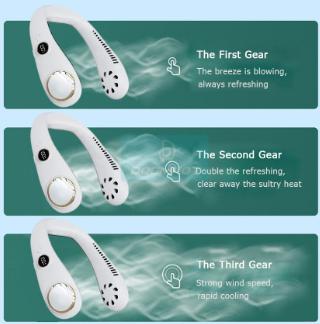 The First Gear
The breeze is blowing,
always refreshing
The Second Gear
Double the refreshing,
clear away the sultry heat
The Third Gear
Strong wind speed,
rapid cooling